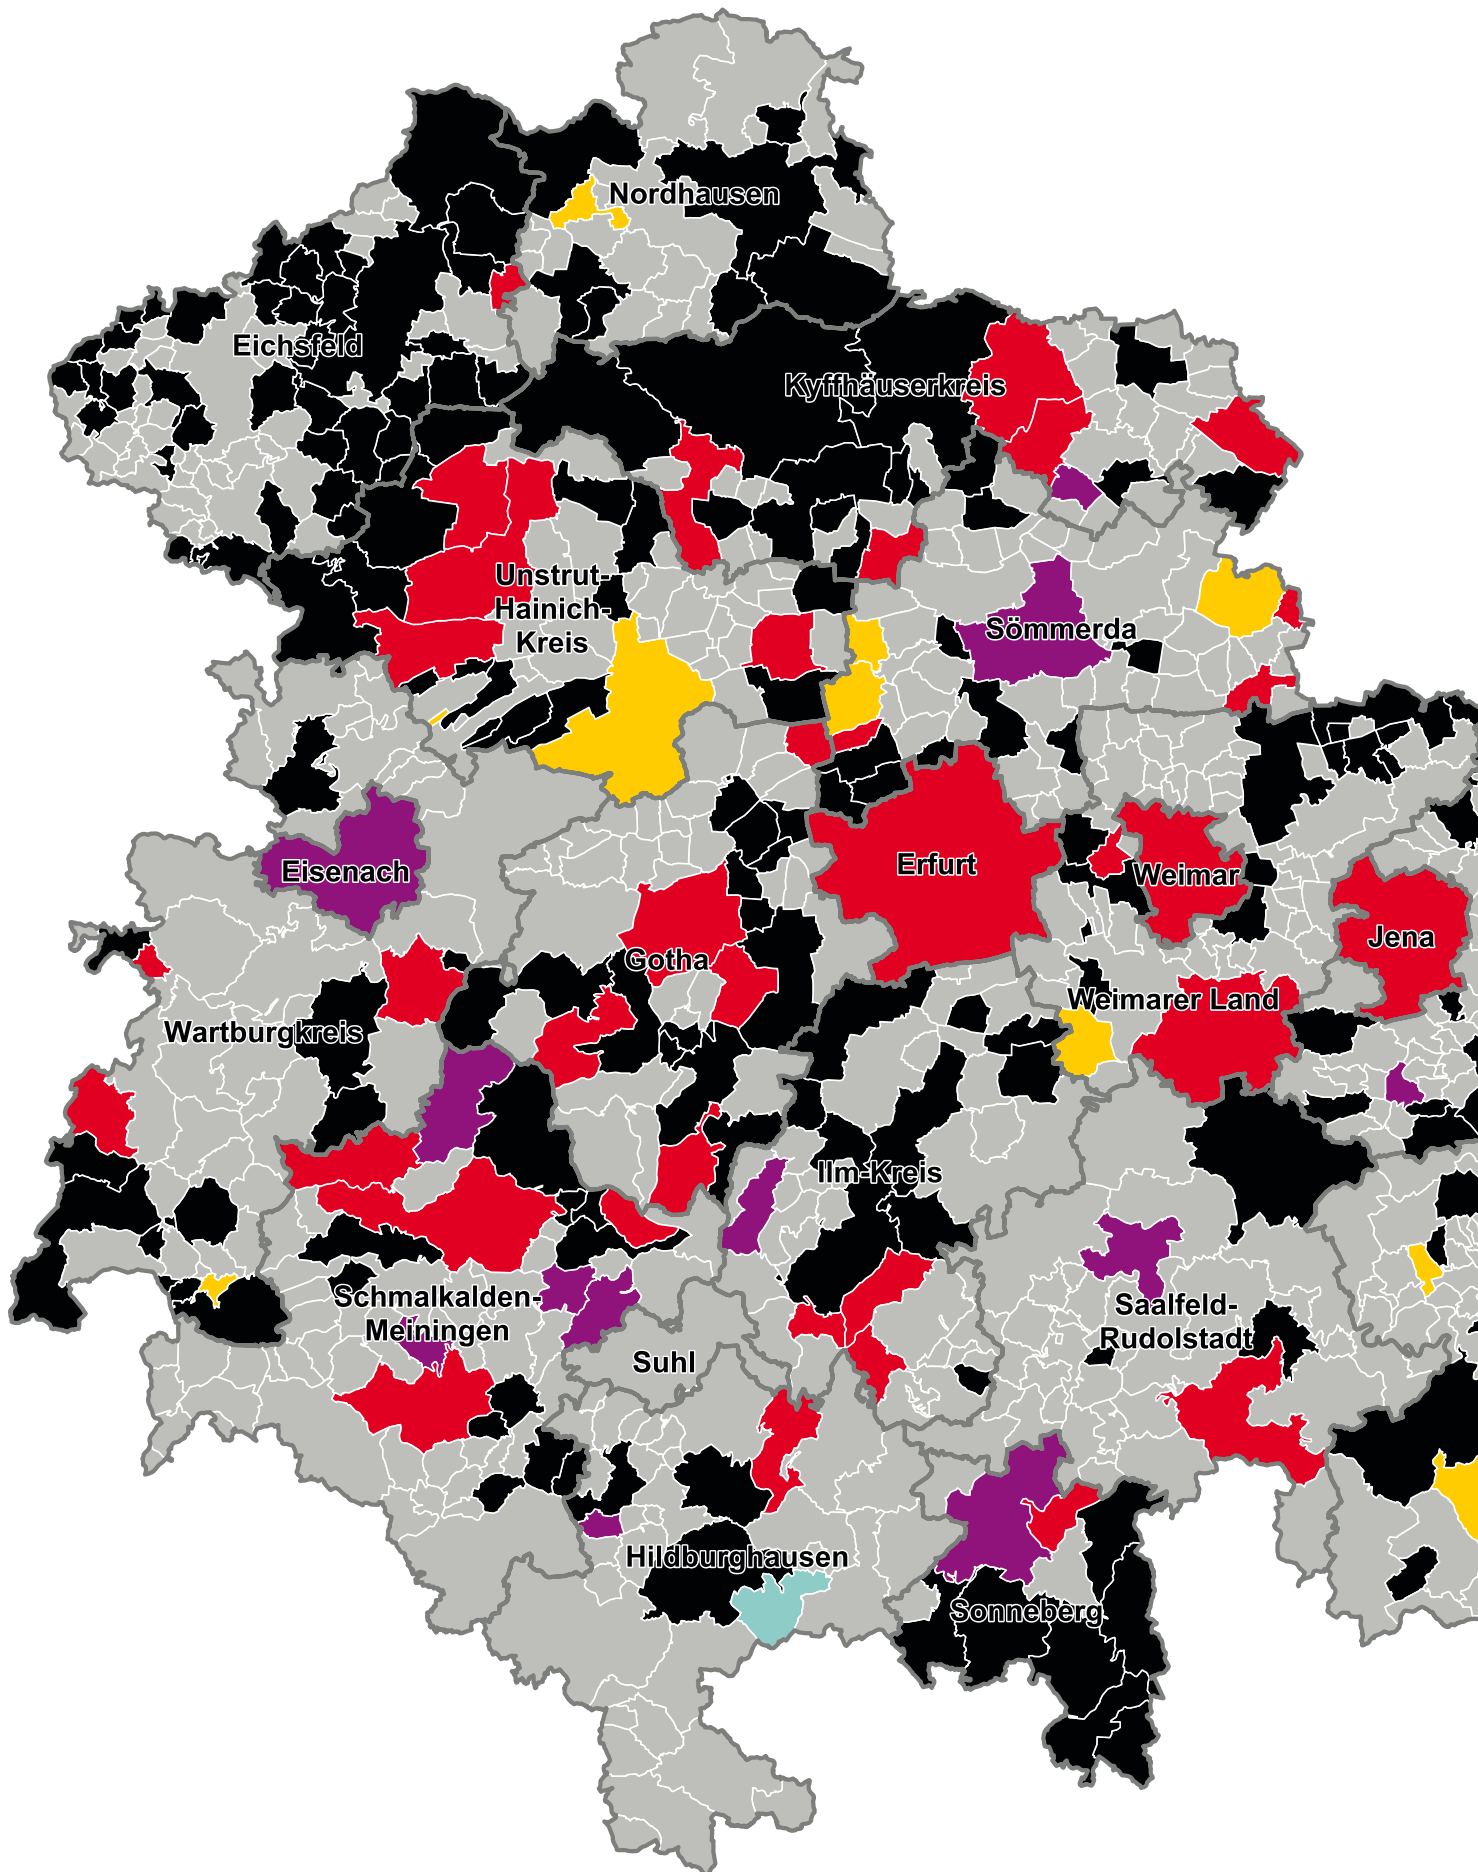 Nordhausen
Eichsfeld
Kyffhäuserkreis
Unstrut-
Hainich-
Kreis
Sömmerda
Eisenach
Erfurt
Weimar
Jena
Gotha
Weimarer Land
Wartburgkreis
Ilm-Kreis
Schmalkalden-
Meiningen
Saalfeld-
Rudolstadt
Suhl
Hildburghausen
Sonneberg